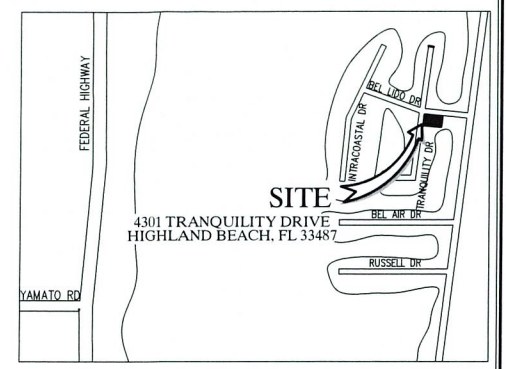 FEDERAL HIGHWAY
BEL LIDO DR
INTRACOASTAL DR
TRANQUILITY DR
SITE
4301 TRANQUILITY DRIVE
HIGHLAND BEACH, FL 33487
BEL AIR DR
RUSSELL DR
YAMATO RD